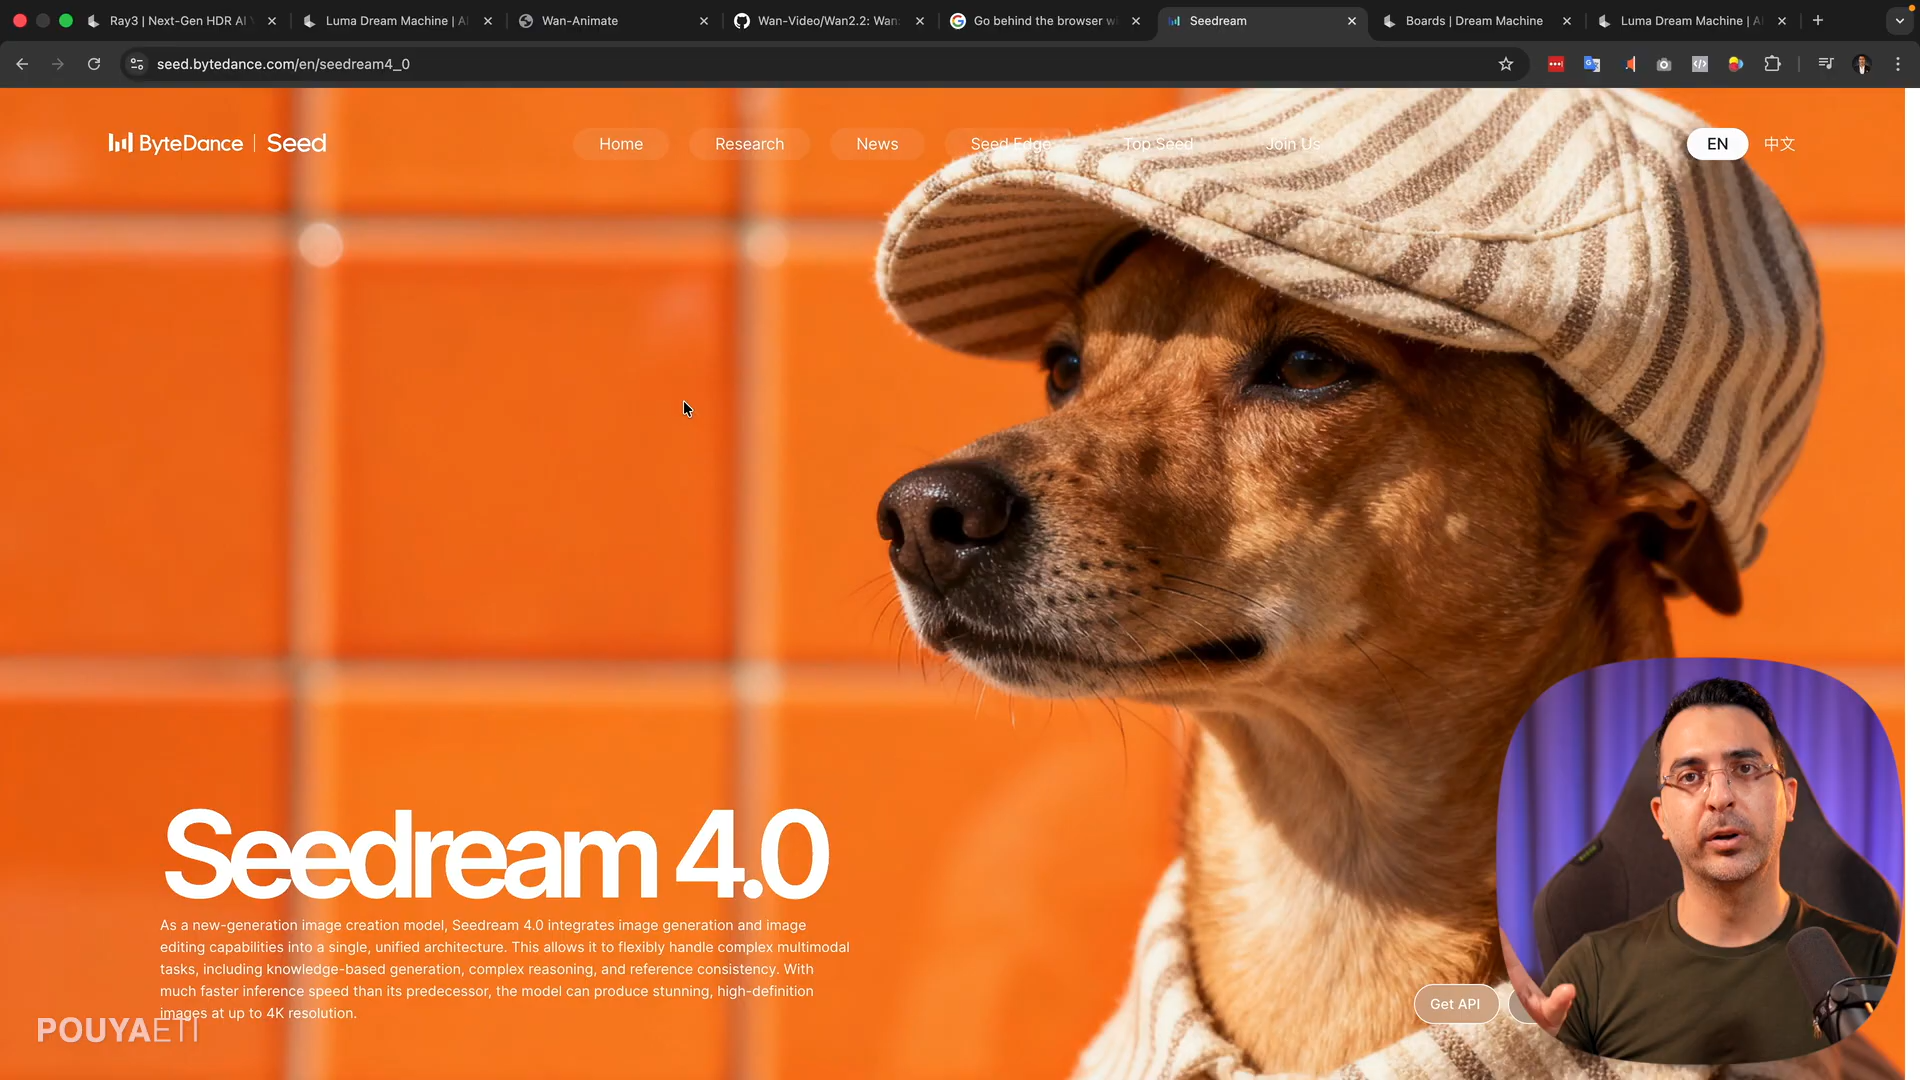 Ray3 | Next-Gen HDR AI
Luma Dream Machine | A
Wan-Animate
Wan-Video/Wan2.2: Wan:
Go behind the browser w
Seedream
Boards | Dream Machine
Luma Dream Machine | A
seed.bytedance.com/en/seedream4_0
ByteDance | Seed
Home
Research
News
Seed Edge
Top Seed
Join Us
EN
中文
Seedream 4.0
As a new-generation image creation model, Seedream 4.0 integrates image generation and image
editing capabilities into a single, unified architecture. This allows it to flexibly handle complex multimodal
tasks, including knowledge-based generation, complex reasoning, and reference consistency. With
much faster inference speed than its predecessor, the model can produce stunning, high-definition
images at up to 4K resolution.
Get API
POUYAETI